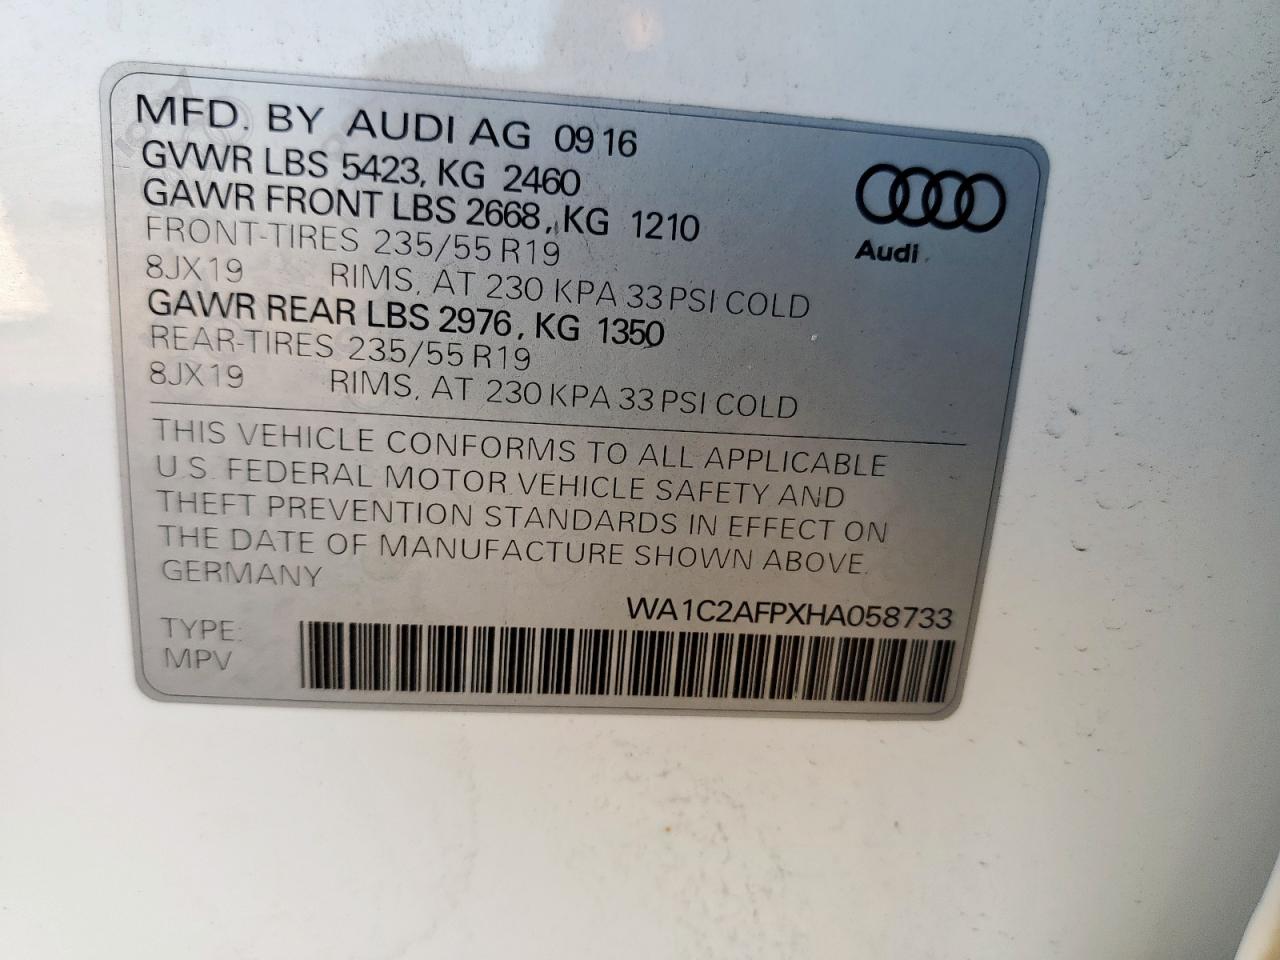 MFD. BY AUDI AG 09 16
GVWR LBS 5423, KG 2460
GAWR FRONT LBS 2668, KG 1210
FRONT-TIRES 235/55 R19
8JX19 RIMS, AT 230 KPA 33 PSI COLD
GAWR REAR LBS 2976, KG 1350
REAR-TIRES 235/55 R19
8JX19 RIMS, AT 230 KPA 33 PSI COLD
Audi
THIS VEHICLE CONFORMS TO ALL APPLICABLE
U.S. FEDERAL MOTOR VEHICLE SAFETY AND
THEFT PREVENTION STANDARDS IN EFFECT ON
THE DATE OF MANUFACTURE SHOWN ABOVE.
GERMANY
WA1C2AFPXHA058733
TYPE:
MPV